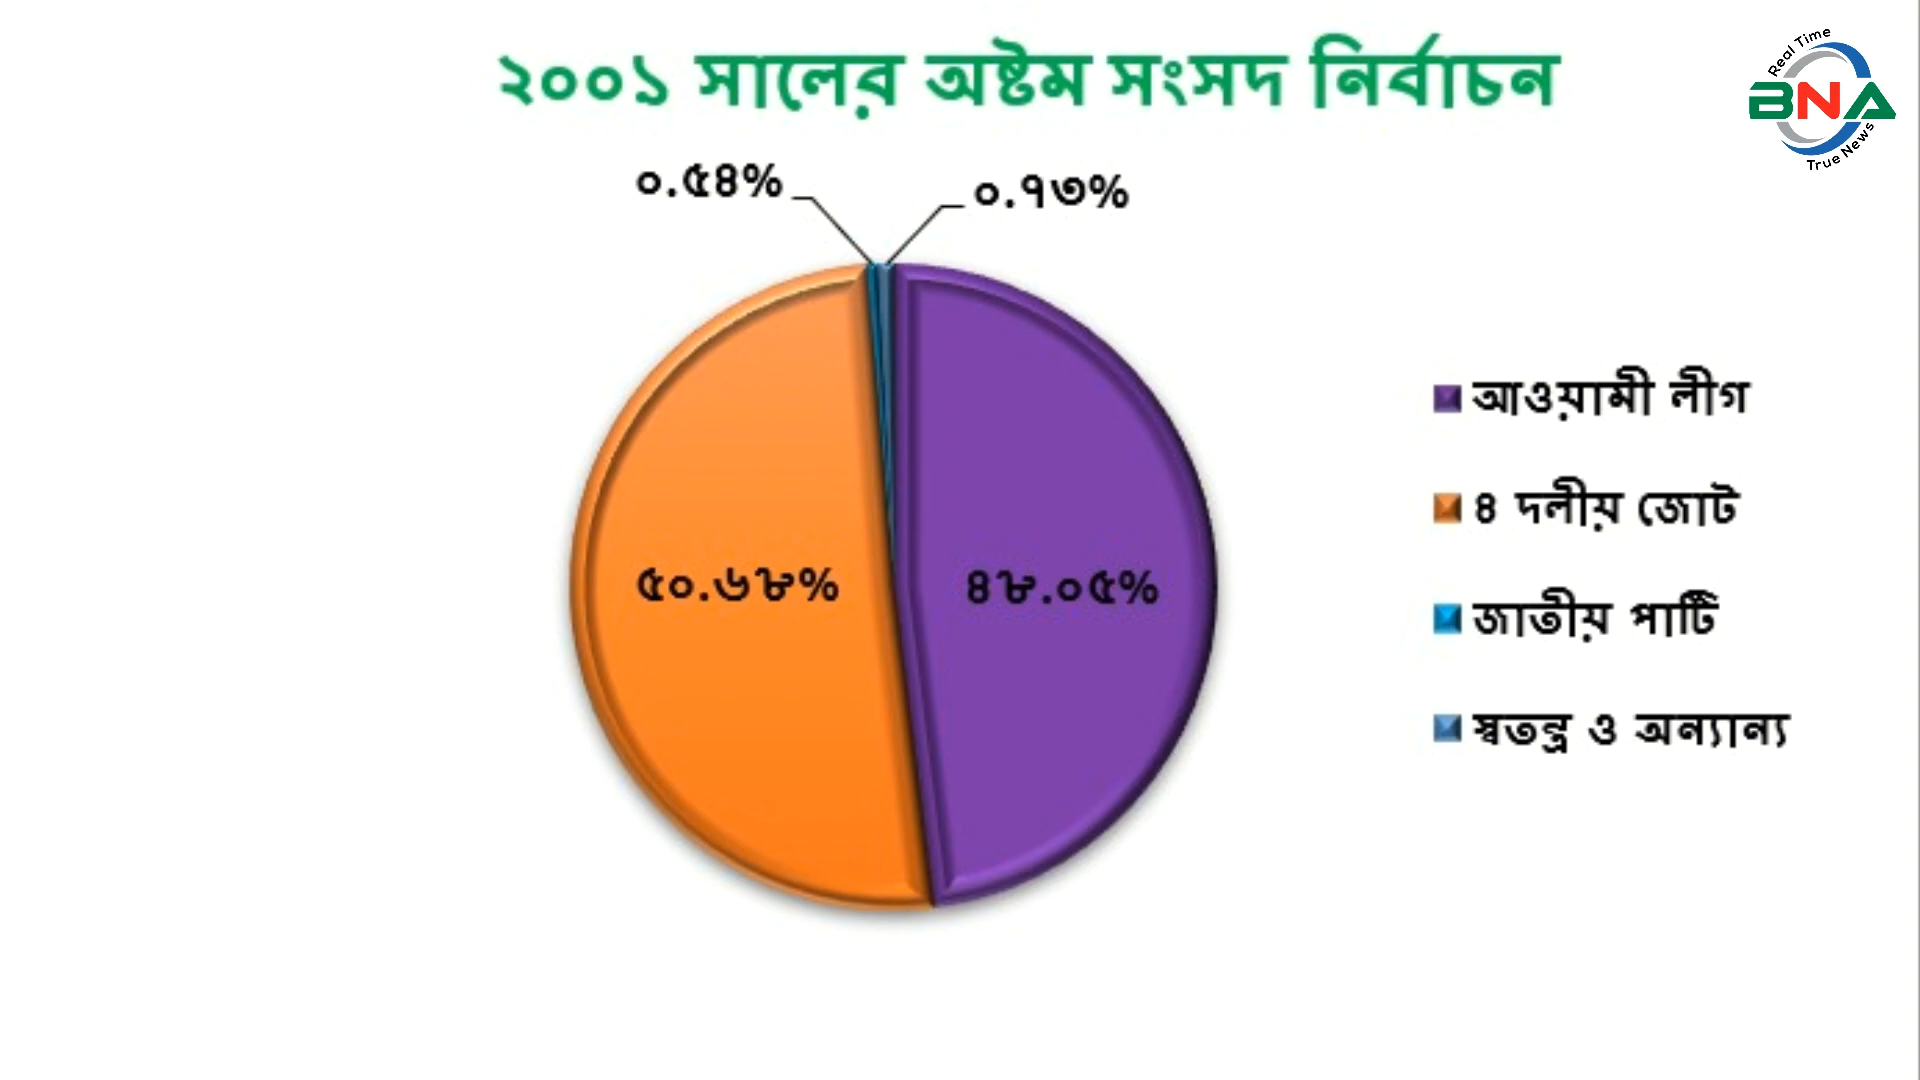 ২০০১ সালের অষ্টম সংসদ নির্বাচন
Real Time
BNA
True News
০.৫৪%
০.৭৩%
৫০.৬৮%
৪৮.০৫%
আওয়ামী লীগ
৪ দলীয় জোট
জাতীয় পাটি
স্বতন্ত্র ও অন্যান্য